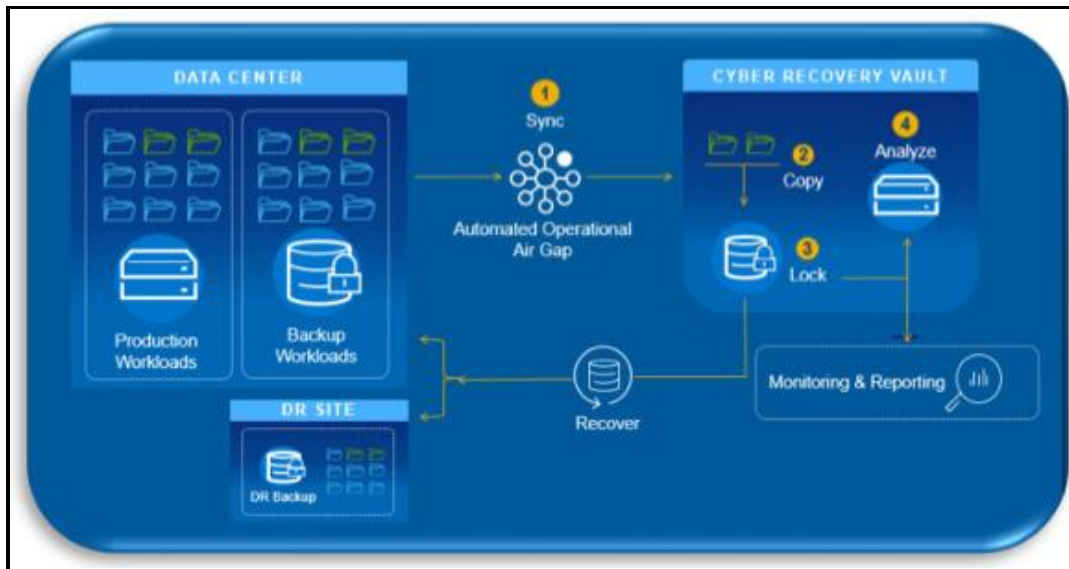 DATA CENTER
Production
Workloads
Backup
Workloads
1
Sync
Automated Operational
Air Gap
CYBER RECOVERY VAULT
2
Copy
3
Lock
4
Analyze
Monitoring & Reporting
Recover
DR SITE
DR Backup